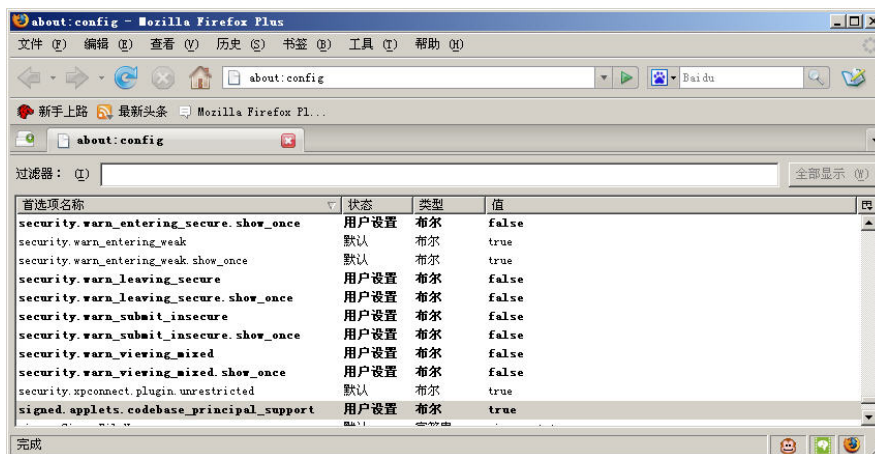 about:config - Mozilla Firefox Plus
文件 (F) 编辑 (E) 查看 (V) 历史 (S) 书签 (B) 工具 (T) 帮助 (H)
about:config Baidu
新手上路 最新头条 Mozilla Firefox Pl...
about:config
过滤器： (I) 全部显示 (W)
首选项名称 状态 类型 值
security.warn_entering_secure.show_once 用户设置 布尔 false
security.warn_entering_weak 默认 布尔 true
security.warn_entering_weak.show_once 默认 布尔 true
security.warn_leaving_secure 用户设置 布尔 false
security.warn_leaving_secure.show_once 用户设置 布尔 false
security.warn_submit_insecure 用户设置 布尔 false
security.warn_submit_insecure.show_once 用户设置 布尔 false
security.warn_viewing_mixed 用户设置 布尔 false
security.warn_viewing_mixed.show_once 用户设置 布尔 false
security.xpconnect.plugin.unrestricted 默认 布尔 true
signed.applets.codebase_principal_support 用户设置 布尔 true
完成